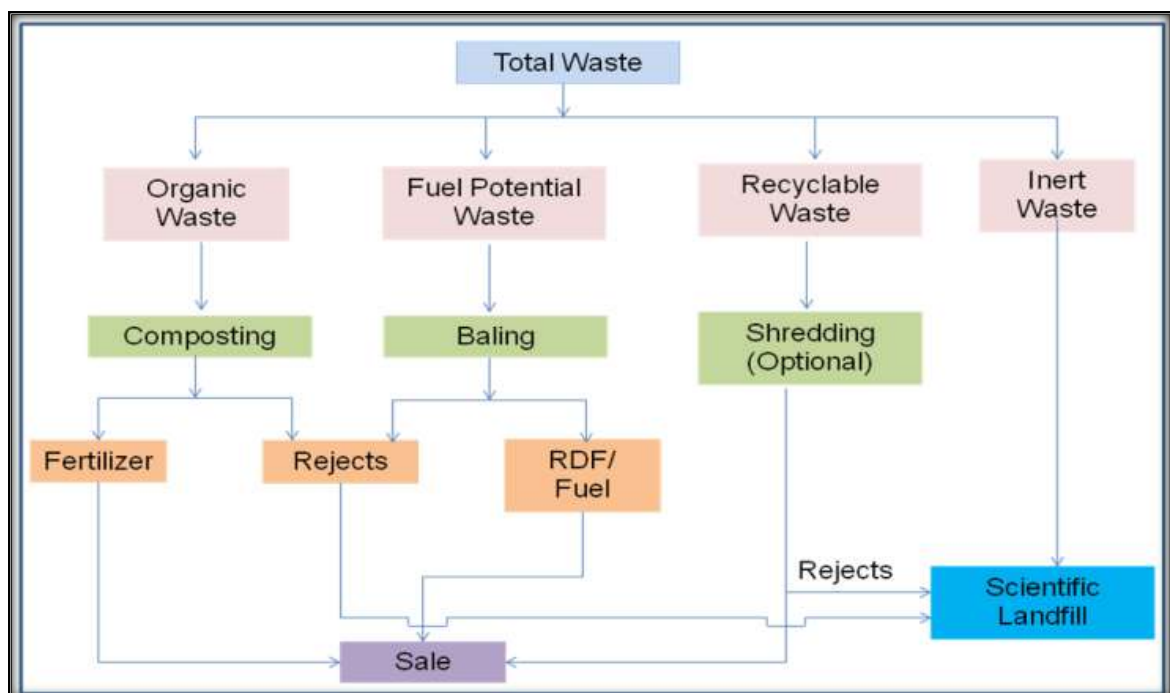 Total Waste
Organic
Waste
Fuel Potential
Waste
Recyclable
Waste
Inert
Waste
Composting
Baling
Shredding
(Optional)
Fertilizer
Rejects
RDF/
Fuel
Rejects
Scientific
Landfill
Sale